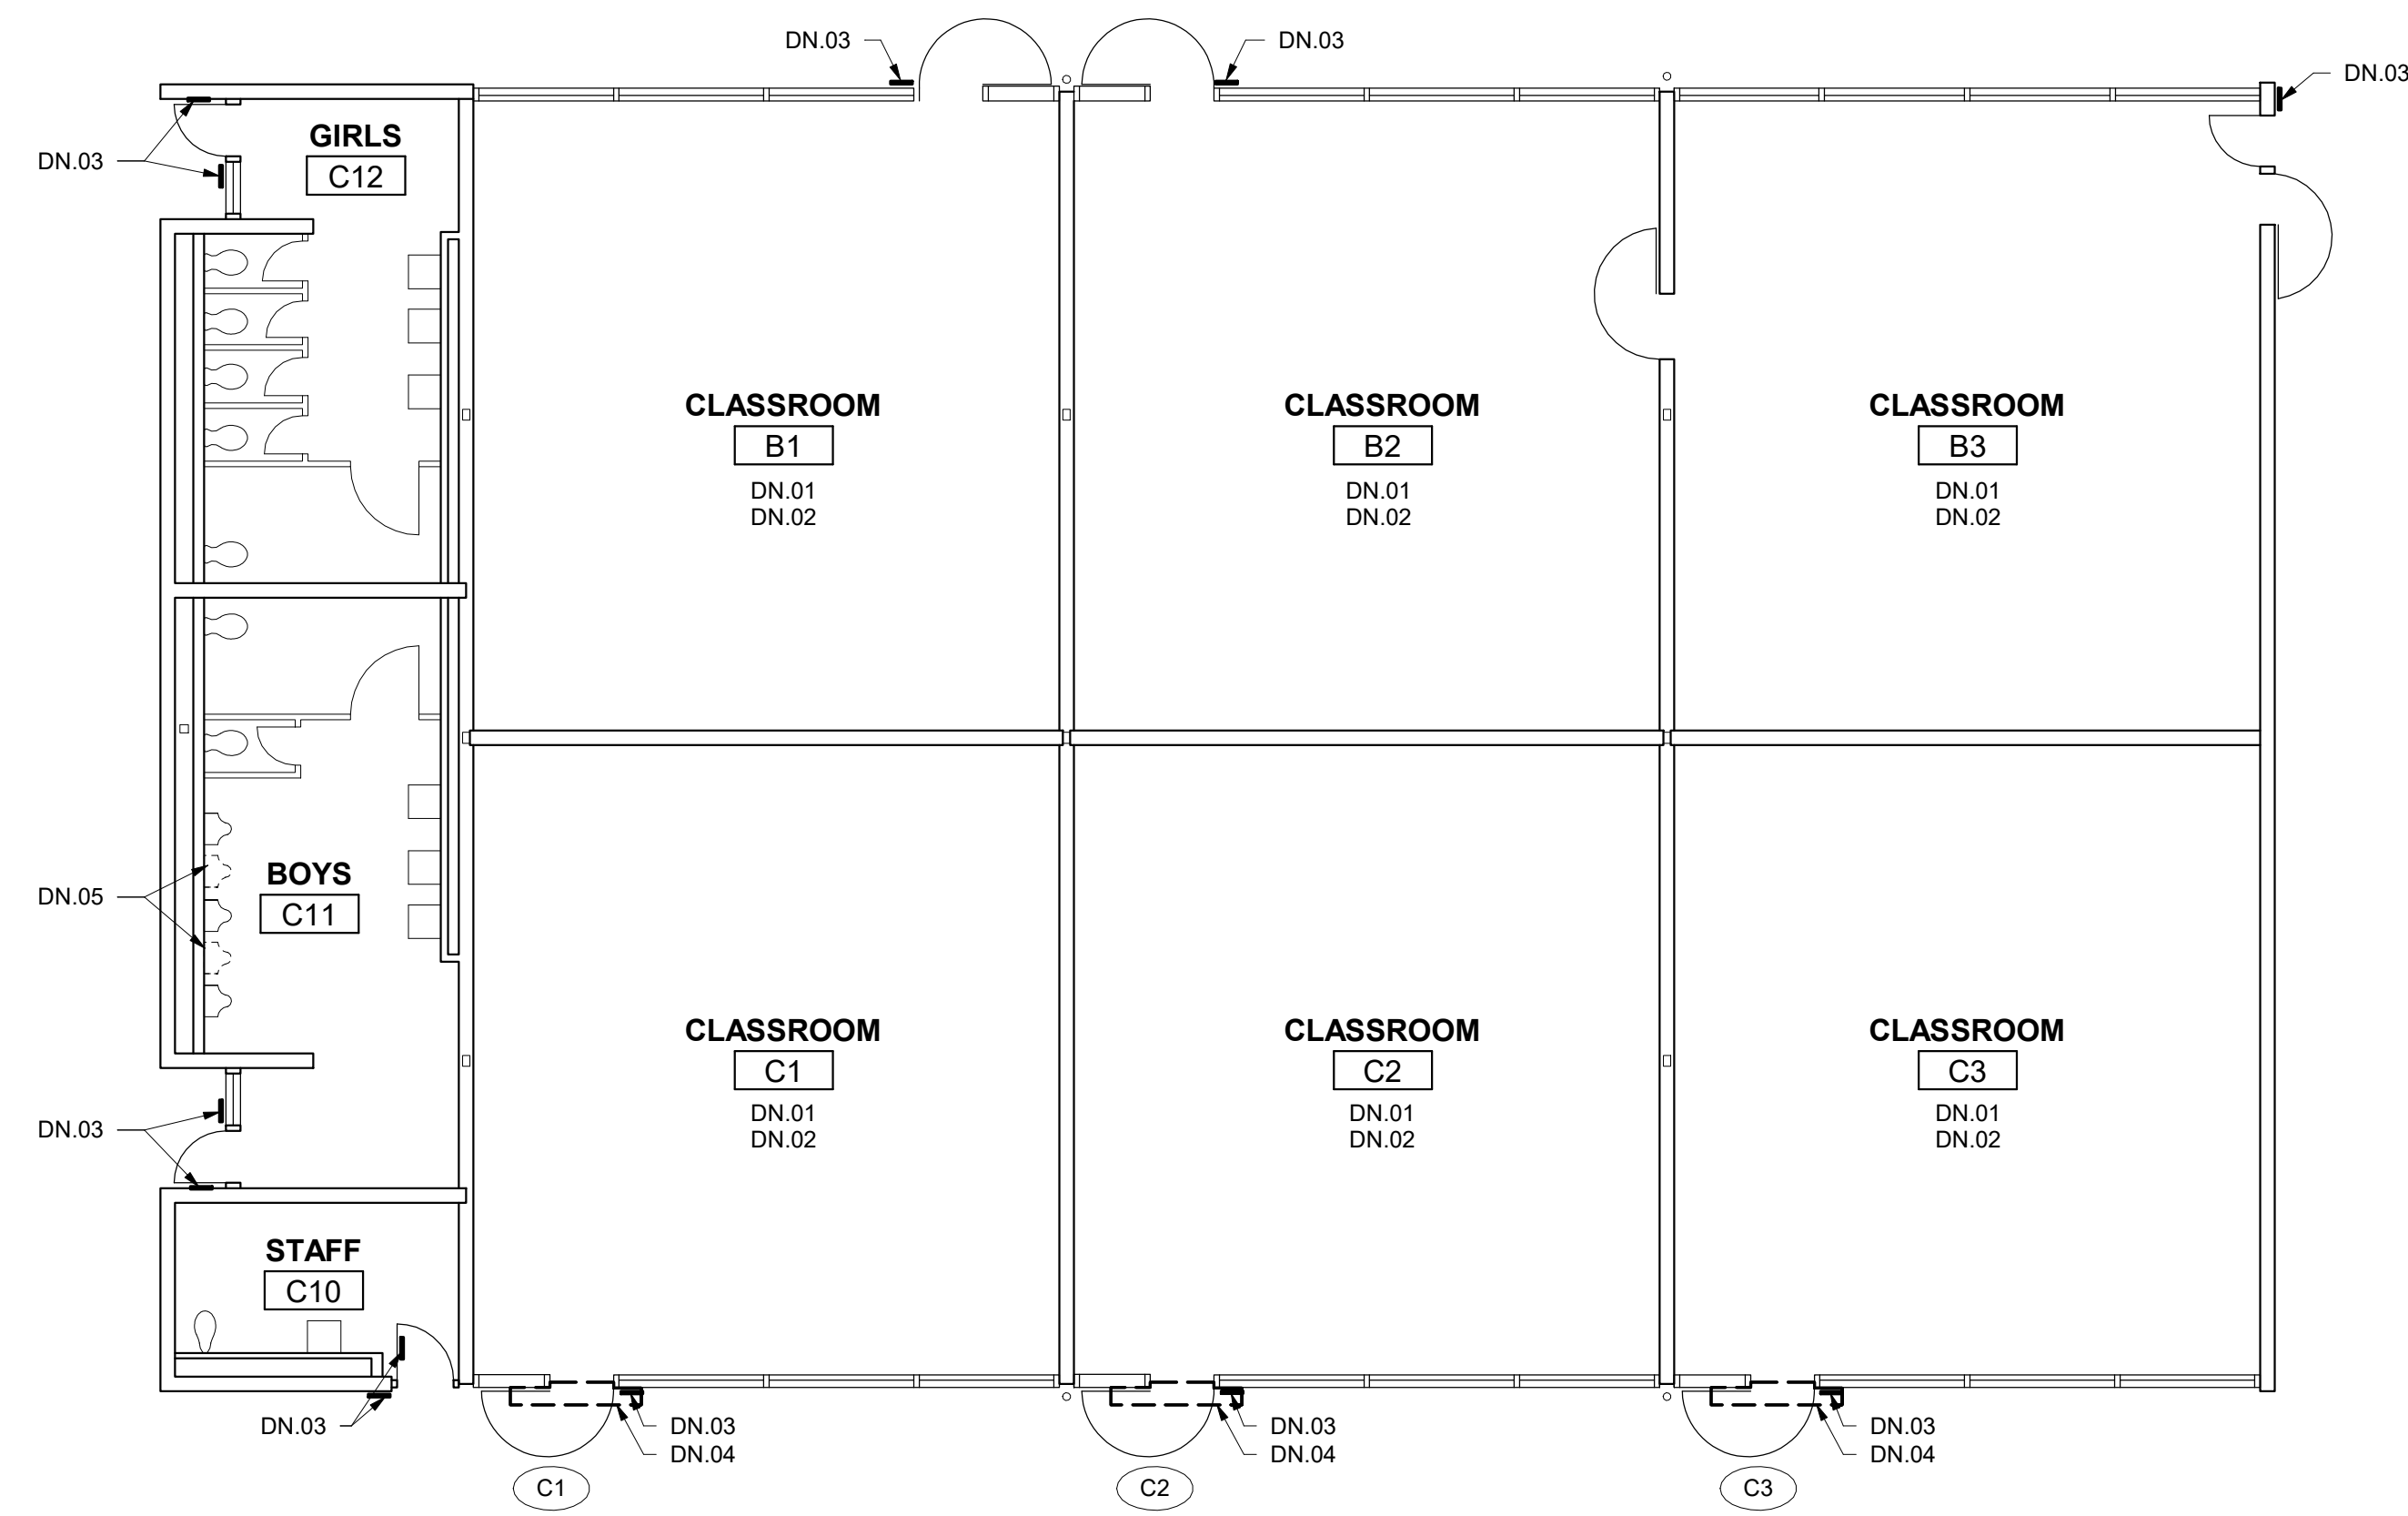 DN.03
DN.03
DN.03
DN.03
GIRLS
C12
CLASSROOM
B1
DN.01
DN.02
CLASSROOM
B2
DN.01
DN.02
CLASSROOM
B3
DN.01
DN.02
DN.05
BOYS
C11
DN.03
CLASSROOM
C1
DN.01
DN.02
CLASSROOM
C2
DN.01
DN.02
CLASSROOM
C3
DN.01
DN.02
STAFF
C10
DN.03
DN.03
DN.04
DN.03
DN.04
DN.03
DN.04
C1
C2
C3